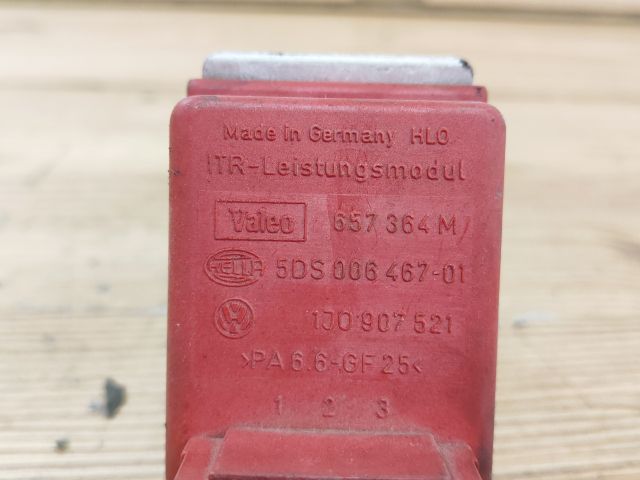 Made in Germany HLO
ITR-Leistungsmodul
Valeo 657 364 M
HELLA 5DS 006 467-01
VW 1J0 907 521
>PA 6.6-GF 25<
1 2 3